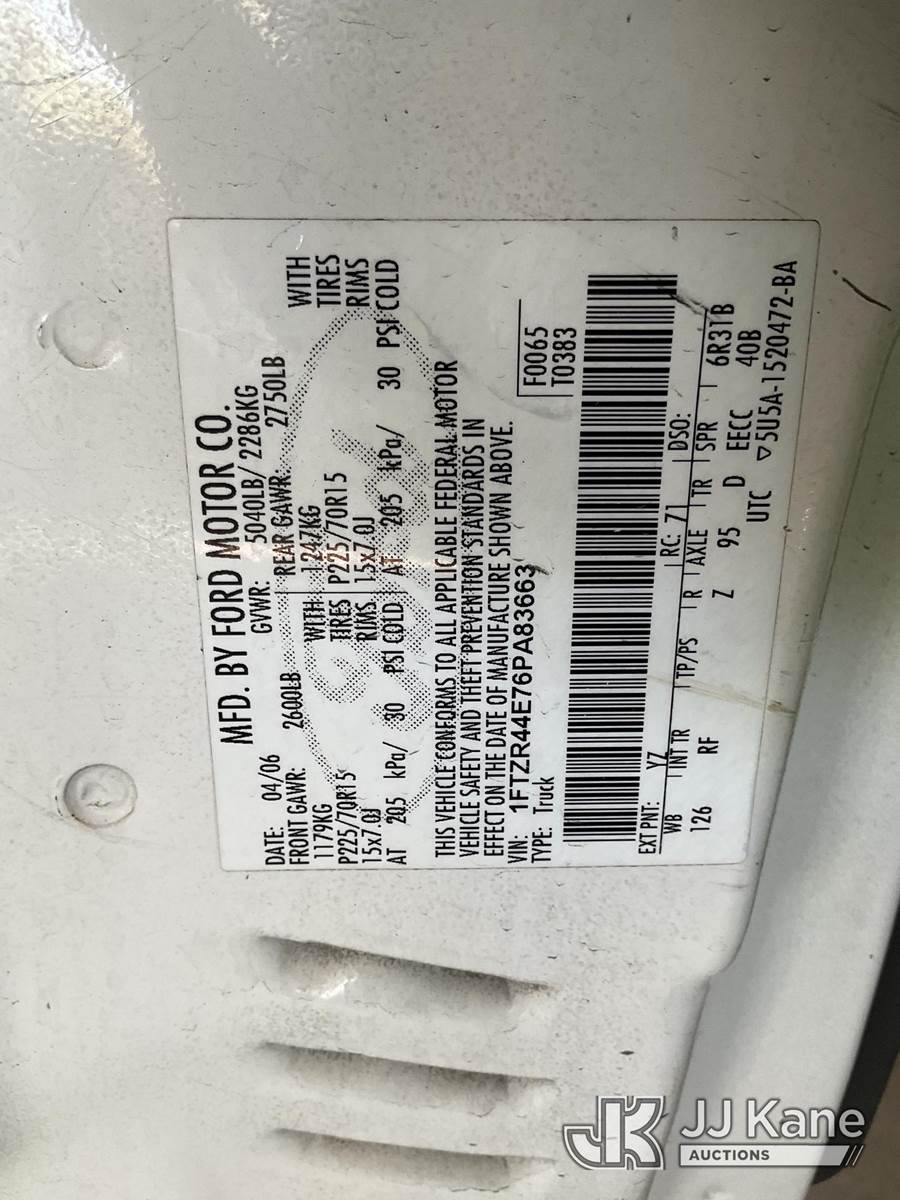 MFD. BY FORD MOTOR CO.
DATE: 04/06 GVWR: 5040LB/ 2286KG
FRONT GAWR: 2600LB REAR GAWR: 2750LB
1179KG WITH 1247KG WITH
P225/70R15 TIRES P225/70R15 TIRES
15x7.0J RIMS 15x7.0J RIMS
AT 205 kPa/ 30 PSI COLD AT 205 kPa/ 30 PSI COLD
THIS VEHICLE CONFORMS TO ALL APPLICABLE FEDERAL MOTOR
VEHICLE SAFETY AND THEFT PREVENTION STANDARDS IN
EFFECT ON THE DATE OF MANUFACTURE SHOWN ABOVE.
VIN: 1FTZR44E76PA83663
TYPE: Truck
F0065
T0383
EXT PNT: YZ RC: 71 DSO:
WB INT TR TP/PS R AXLE TR SPR
126 RF Z 95 D EECC 6R3TB
40B
UTC ▽5U5A-1520472-BA
JJ Kane
AUCTIONS